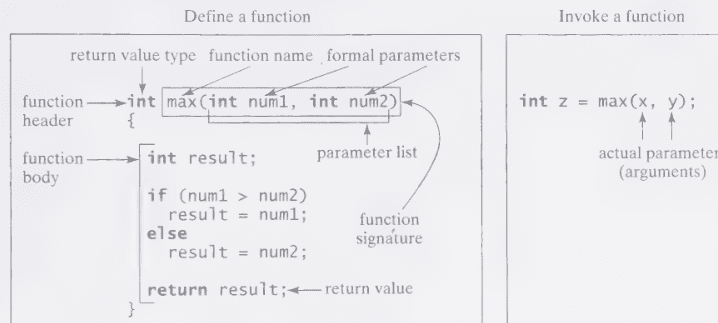 Define a function
return value type function name formal parameters
function
header
int max(int num1, int num2)
{
parameter list
function
body
int result;
if (num1 > num2)
result = num1;
else
result = num2;
function
signature
return result;
return value
}
Invoke a function
int z = max(x, y);
actual parameter
(arguments)